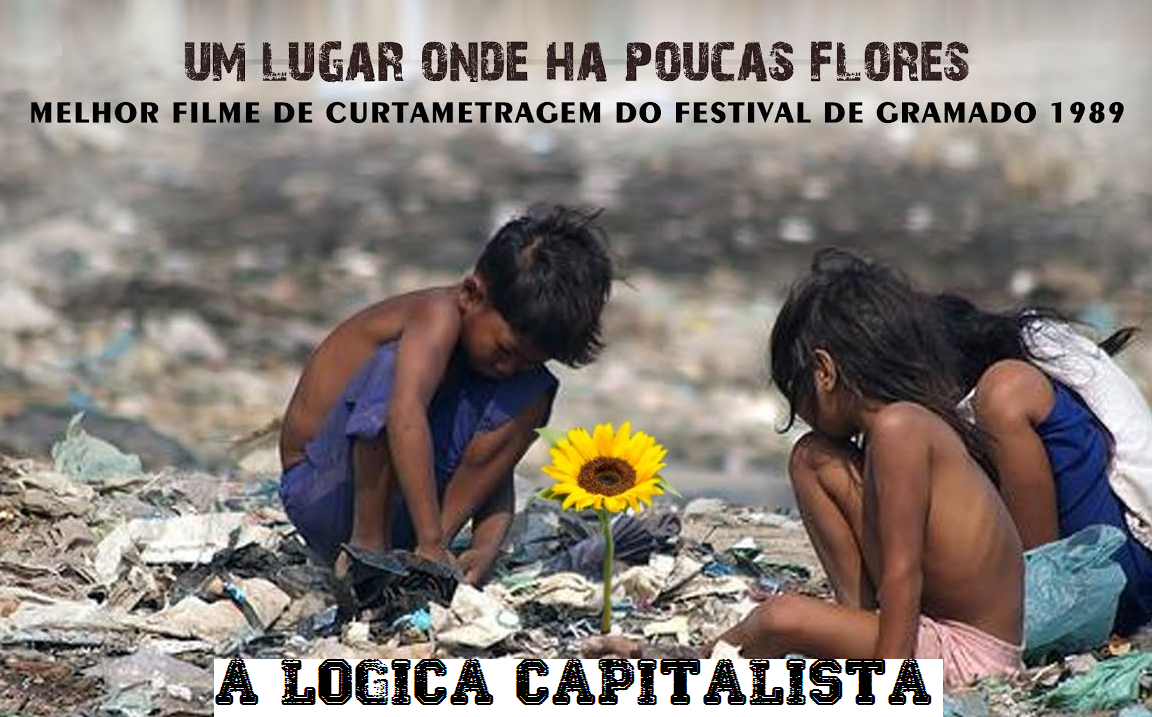 UM LUGAR ONDE HA POUCAS FLORES
MELHOR FILME DE CURTAMETRAGEM DO FESTIVAL DE GRAMADO 1989
A LOGICA CAPITALISTA